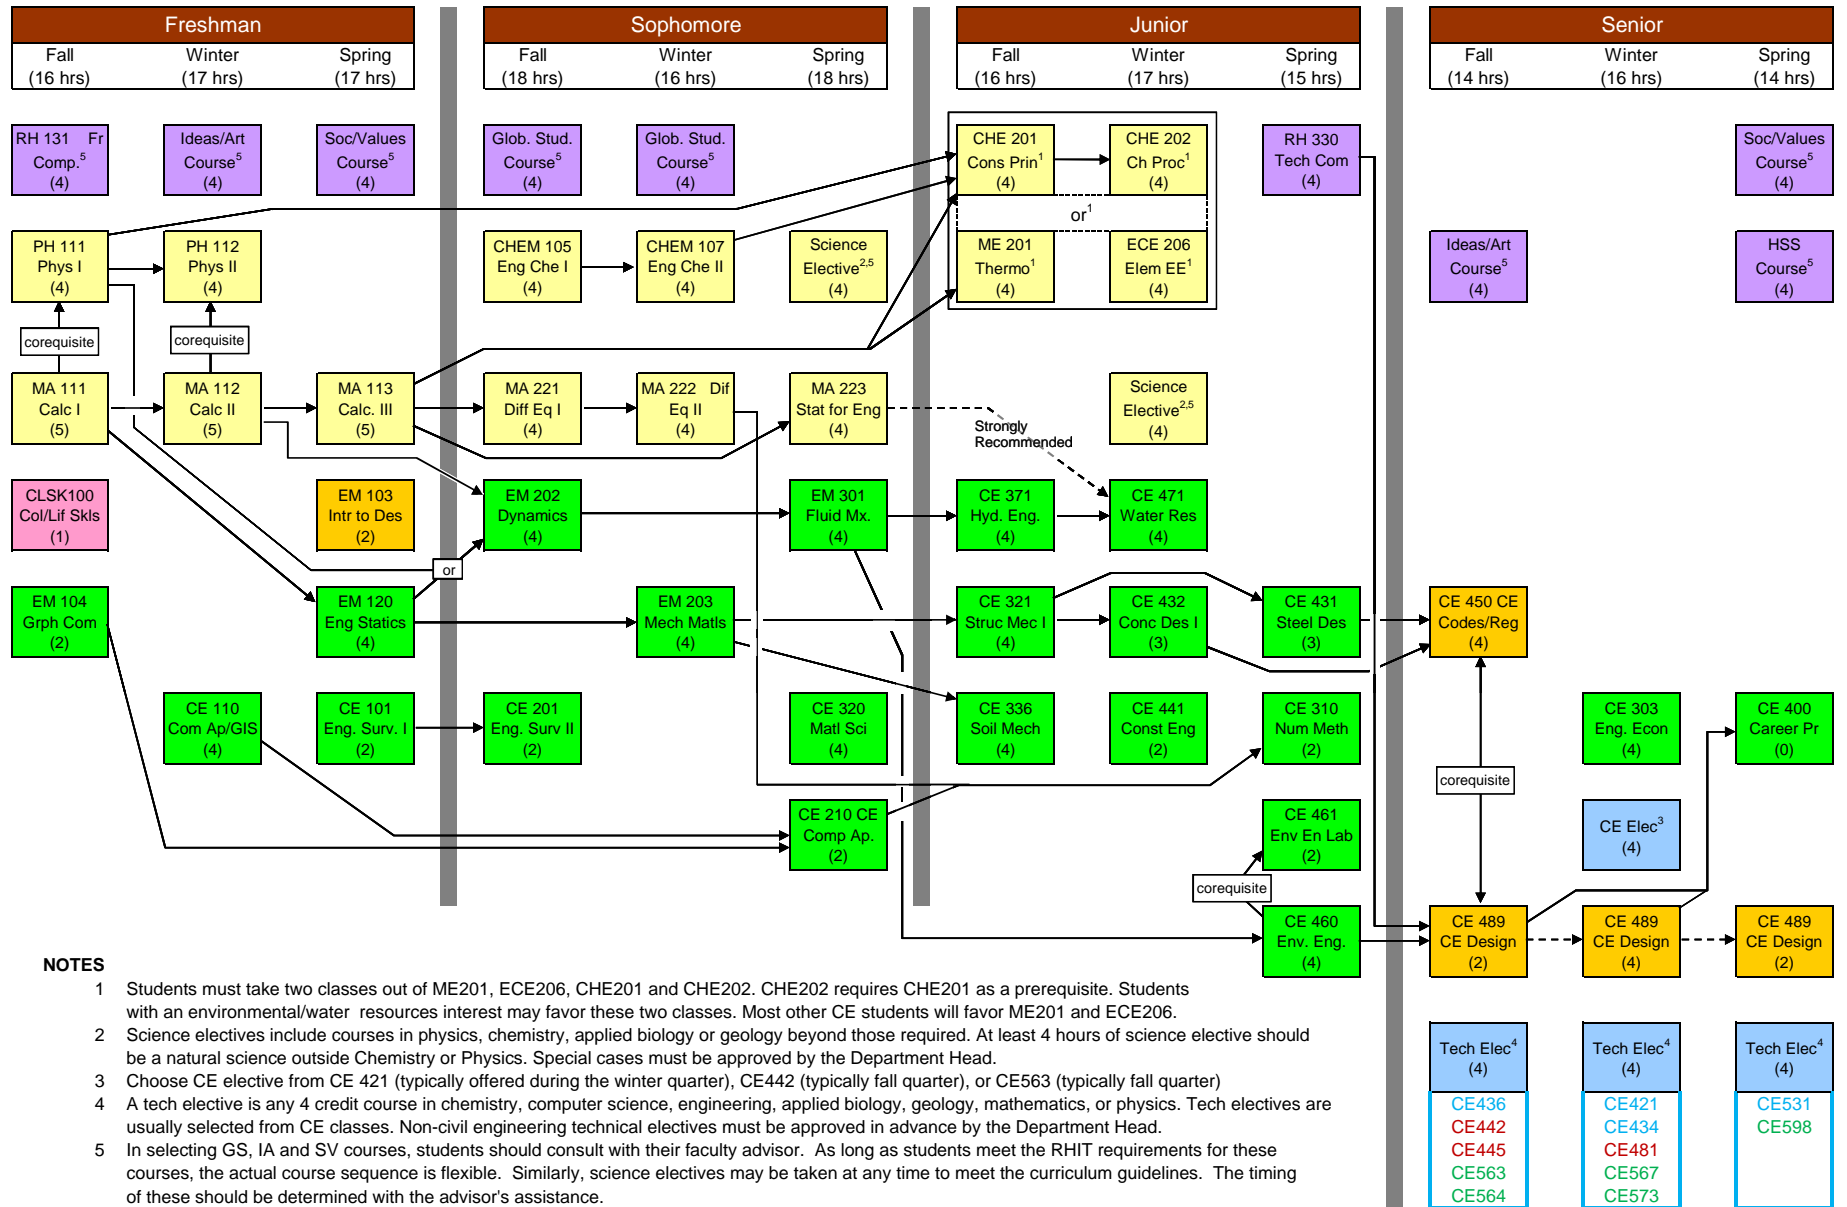 Freshman
Sophomore
Junior
Senior
Fall
Winter
Spring
Fall
Winter
Spring
Fall
Winter
Spring
Fall
Winter
Spring
(16 hrs)
(17 hrs)
(17 hrs)
(18 hrs)
(16 hrs)
(18 hrs)
(16 hrs)
(17 hrs)
(15 hrs)
(14 hrs)
(16 hrs)
(14 hrs)
RH 131 Fr
Comp.5
(4)
Ideas/Art
Course5
(4)
Soc/Values
Course5
(4)
Glob. Stud.
Course5
(4)
Glob. Stud.
Course5
(4)
CHE 201
Cons Prin1
(4)
CHE 202
Ch Proc1
(4)
RH 330
Tech Com
(4)
Soc/Values
Course5
(4)
or1
PH 111
Phys I
(4)
PH 112
Phys II
(4)
CHEM 105
Eng Che I
(4)
CHEM 107
Eng Che II
(4)
Science
Elective2,5
(4)
ME 201
Thermo1
(4)
ECE 206
Elem EE1
(4)
Ideas/Art
Course5
(4)
HSS
Course5
(4)
corequisite
corequisite
MA 111
Calc I
(5)
MA 112
Calc II
(5)
MA 113
Calc. III
(5)
MA 221
Diff Eq I
(4)
MA 222 Dif
Eq II
(4)
MA 223
Stat for Eng
(4)
Science
Elective2,5
(4)
Strongly
Recommended
CLSK100
Col/Lif Skls
(1)
EM 103
Intr to Des
(2)
EM 202
Dynamics
(4)
EM 301
Fluid Mx.
(4)
CE 371
Hyd. Eng.
(4)
CE 471
Water Res
(4)
or
EM 104
Grph Com
(2)
EM 120
Eng Statics
(4)
EM 203
Mech Matls
(4)
CE 321
Struc Mec I
(4)
CE 432
Conc Des I
(3)
CE 431
Steel Des
(3)
CE 450 CE
Codes/Reg
(4)
CE 110
Com Ap/GIS
(4)
CE 101
Eng. Surv. I
(2)
CE 201
Eng. Surv II
(2)
CE 320
Matl Sci
(4)
CE 336
Soil Mech
(4)
CE 441
Const Eng
(2)
CE 310
Num Meth
(2)
CE 303
Eng. Econ
(4)
CE 400
Career Pr
(0)
corequisite
CE 210 CE
Comp Ap.
(2)
CE 461
Env En Lab
(2)
CE Elec3
(4)
corequisite
CE 460
Env. Eng.
(4)
CE 489
CE Design
(2)
CE 489
CE Design
(4)
CE 489
CE Design
(2)
NOTES
1 Students must take two classes out of ME201, ECE206, CHE201 and CHE202. CHE202 requires CHE201 as a prerequisite. Students
with an environmental/water resources interest may favor these two classes. Most other CE students will favor ME201 and ECE206.
2 Science electives include courses in physics, chemistry, applied biology or geology beyond those required. At least 4 hours of science elective should
be a natural science outside Chemistry or Physics. Special cases must be approved by the Department Head.
3 Choose CE elective from CE 421 (typically offered during the winter quarter), CE442 (typically fall quarter), or CE563 (typically fall quarter)
4 A tech elective is any 4 credit course in chemistry, computer science, engineering, applied biology, geology, mathematics, or physics. Tech electives are
usually selected from CE classes. Non-civil engineering technical electives must be approved in advance by the Department Head.
5 In selecting GS, IA and SV courses, students should consult with their faculty advisor. As long as students meet the RHIT requirements for these
courses, the actual course sequence is flexible. Similarly, science electives may be taken at any time to meet the curriculum guidelines. The timing
of these should be determined with the advisor's assistance.
Tech Elec4
(4)
CE436
CE442
CE445
CE563
CE564
Tech Elec4
(4)
CE421
CE434
CE481
CE567
CE573
Tech Elec4
(4)
CE531
CE598